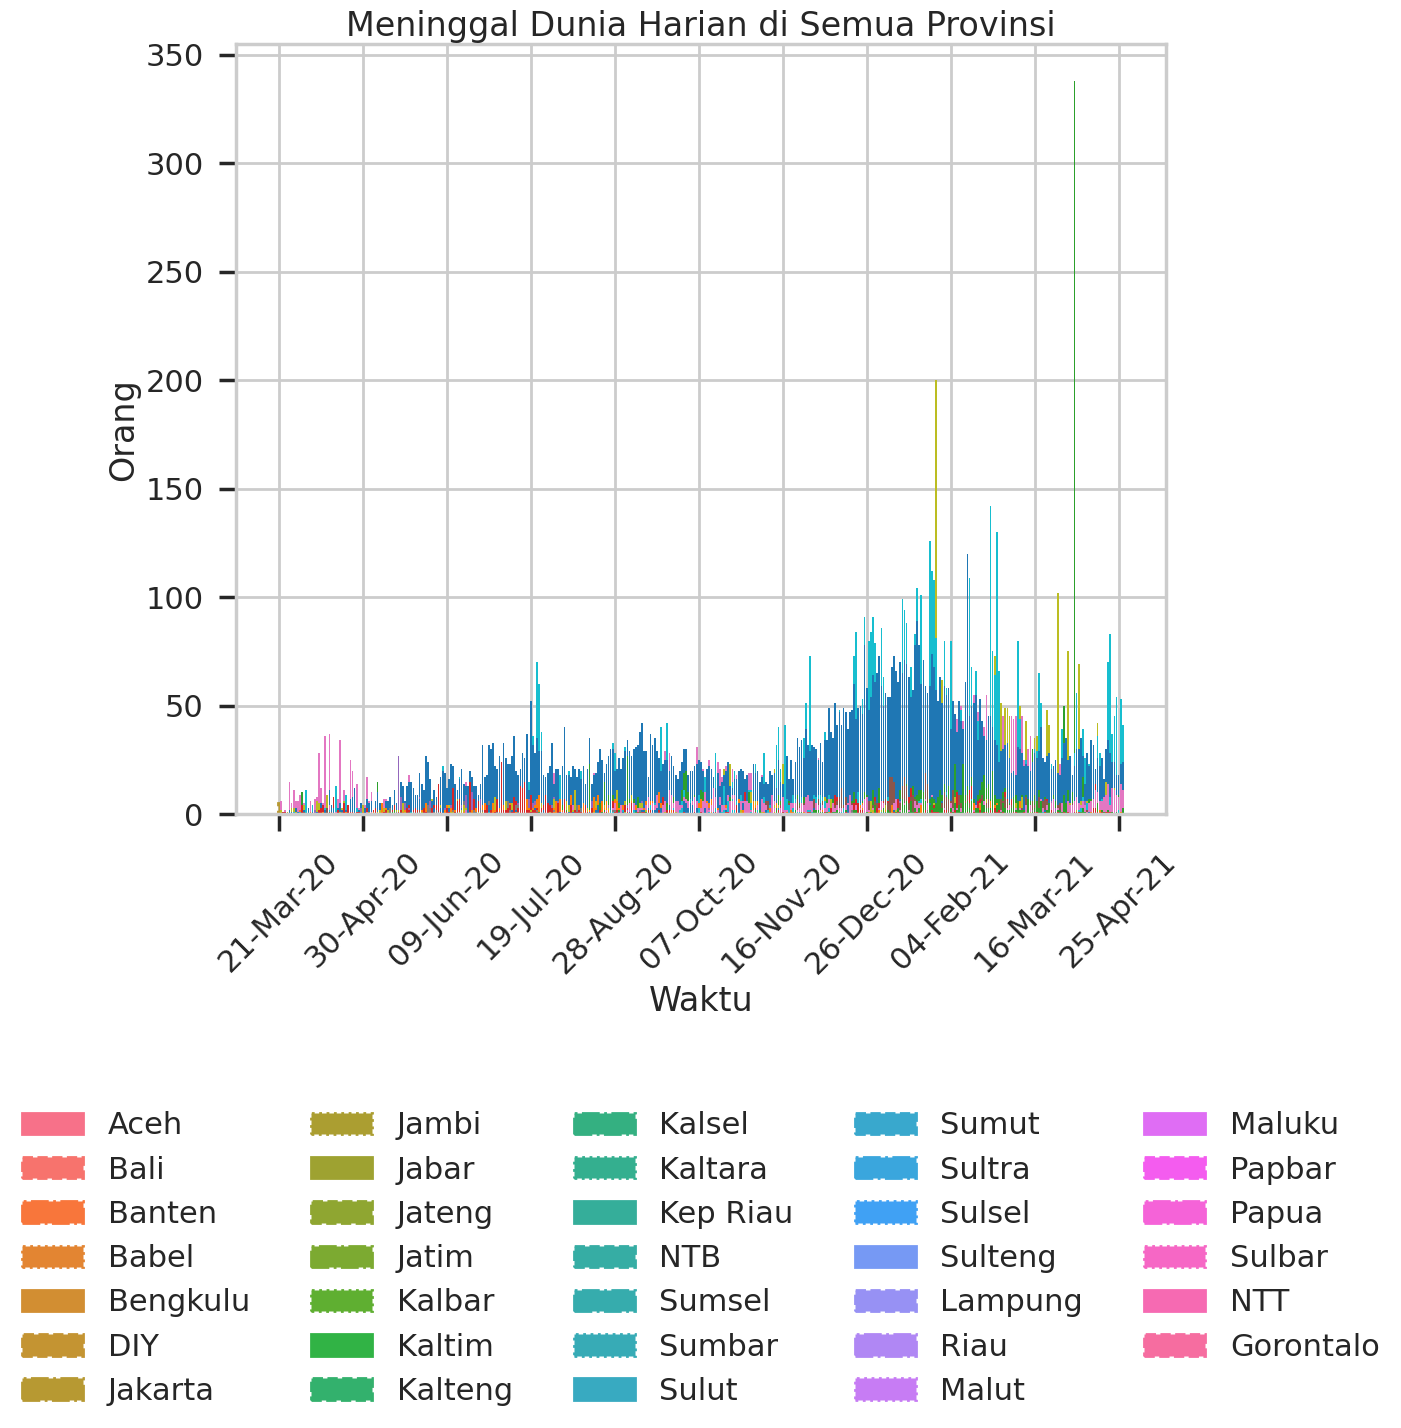 Meninggal Dunia Harian di Semua Provinsi
350
300
250
200
150
100
50
0
Orang
21-Mar-20
30-Apr-20
09-Jun-20
19-Jul-20
28-Aug-20
07-Oct-20
16-Nov-20
26-Dec-20
04-Feb-21
16-Mar-21
25-Apr-21
Waktu
Aceh
Bali
Banten
Babel
Bengkulu
DIY
Jakarta
Jambi
Jabar
Jateng
Jatim
Kalbar
Kaltim
Kalteng
Kalsel
Kaltara
Kep Riau
NTB
Sumsel
Sumbar
Sulut
Sumut
Sultra
Sulsel
Sulteng
Lampung
Riau
Malut
Maluku
Papbar
Papua
Sulbar
NTT
Gorontalo